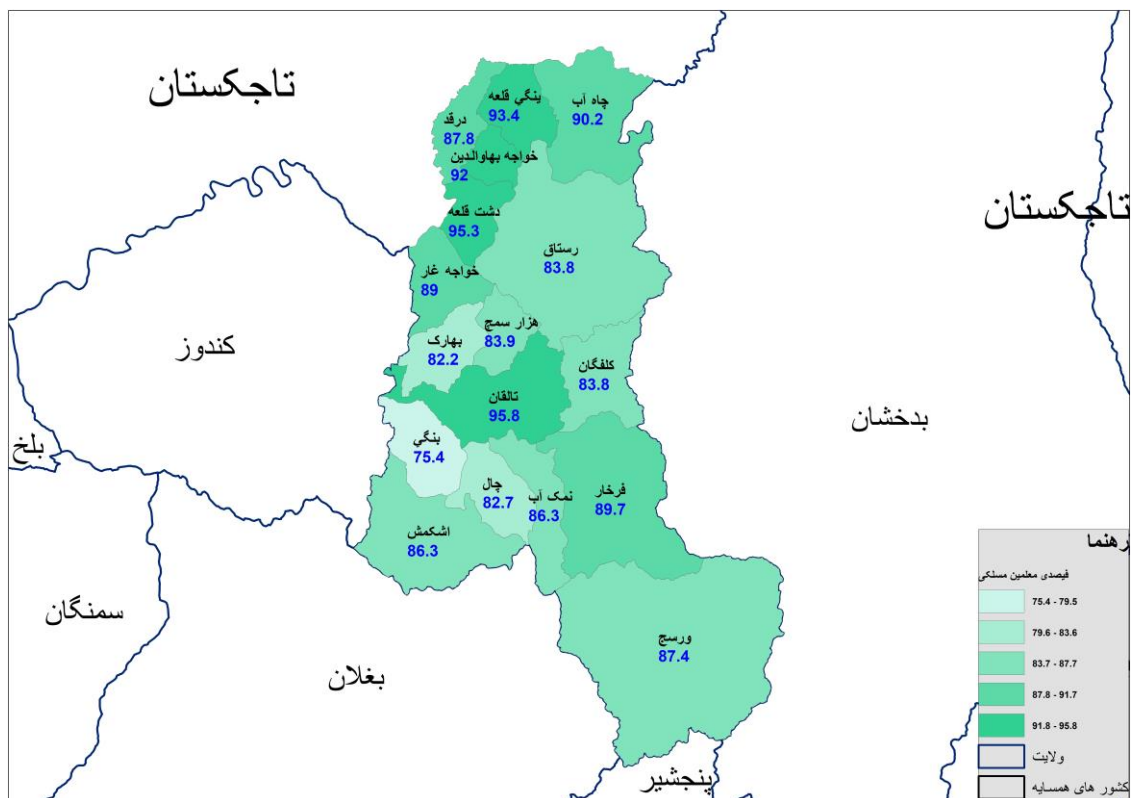 تاجکستان
ینگي قلعه
93.4
چاه آب
90.2
درقد
87.8
خواجه بهاوالدین
92
تاجکستان
دشت قلعه
95.3
رستاق
83.8
خواجه غار
89
هزار سمچ
83.9
بهارک
82.2
کندوز
کلفگان
83.8
تالقان
95.8
بدخشان
بنگي
75.4
بلخ
چال
82.7
نمک آب
86.3
فرخار
89.7
اشکمش
86.3
سمنگان
ورسج
87.4
بغلان
پنجشیر
رهنما
فیصدی معلمین مسلکی
75.4 - 79.5
79.6 - 83.6
83.7 - 87.7
87.8 - 91.7
91.8 - 95.8
ولایت
کشور های همسایه